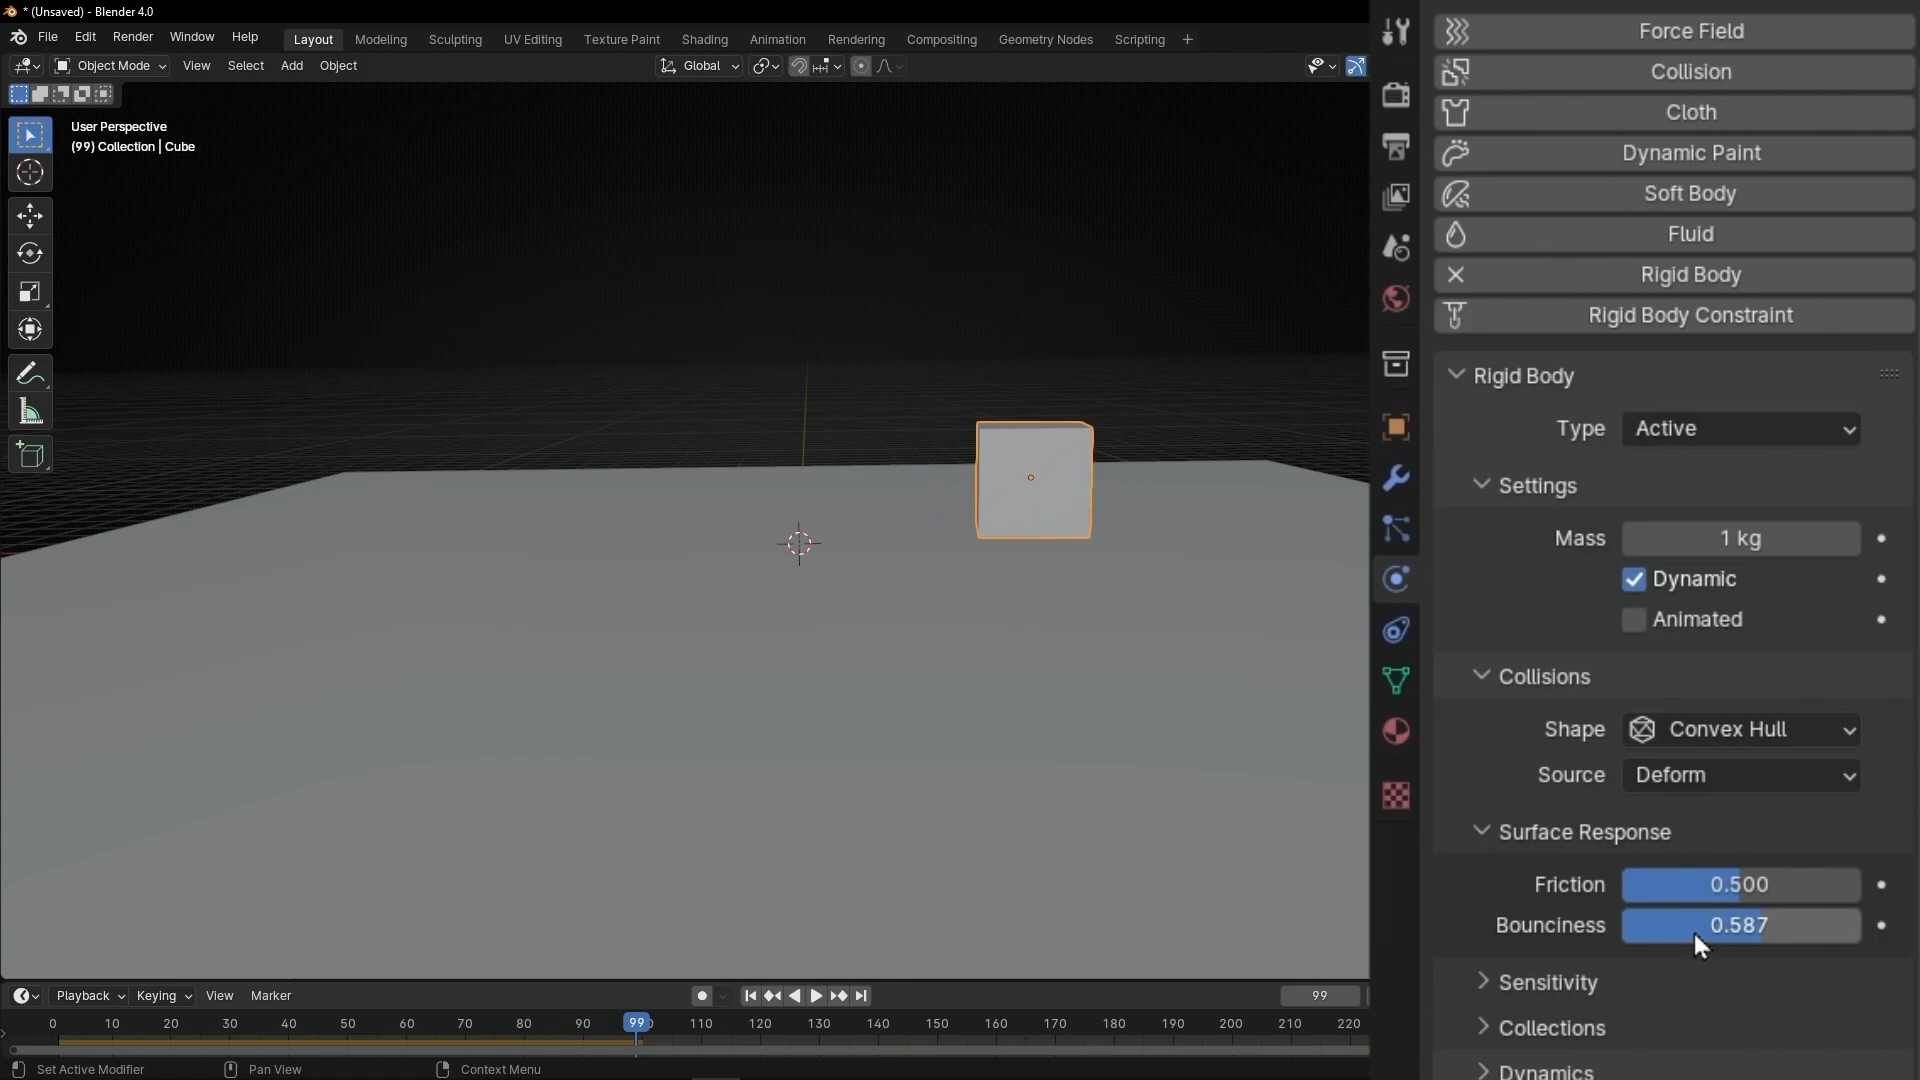 * (Unsaved) - Blender 4.0
File Edit Render Window Help Layout Modeling Sculpting UV Editing Texture Paint Shading Animation Rendering Compositing Geometry Nodes Scripting +
Object Mode View Select Add Object Global
User Perspective
(99) Collection | Cube
Force Field
Collision
Cloth
Dynamic Paint
Soft Body
Fluid
Rigid Body
Rigid Body Constraint
Rigid Body
Type Active
Settings
Mass 1 kg
Dynamic
Animated
Collisions
Shape Convex Hull
Source Deform
Surface Response
Friction 0.500
Bounciness 0.587
Sensitivity
Collections
Dynamics
Playback Keying View Marker 99
0 10 20 30 40 50 60 70 80 90 99 110 120 130 140 150 160 170 180 190 200 210 220
Set Active Modifier Pan View Context Menu